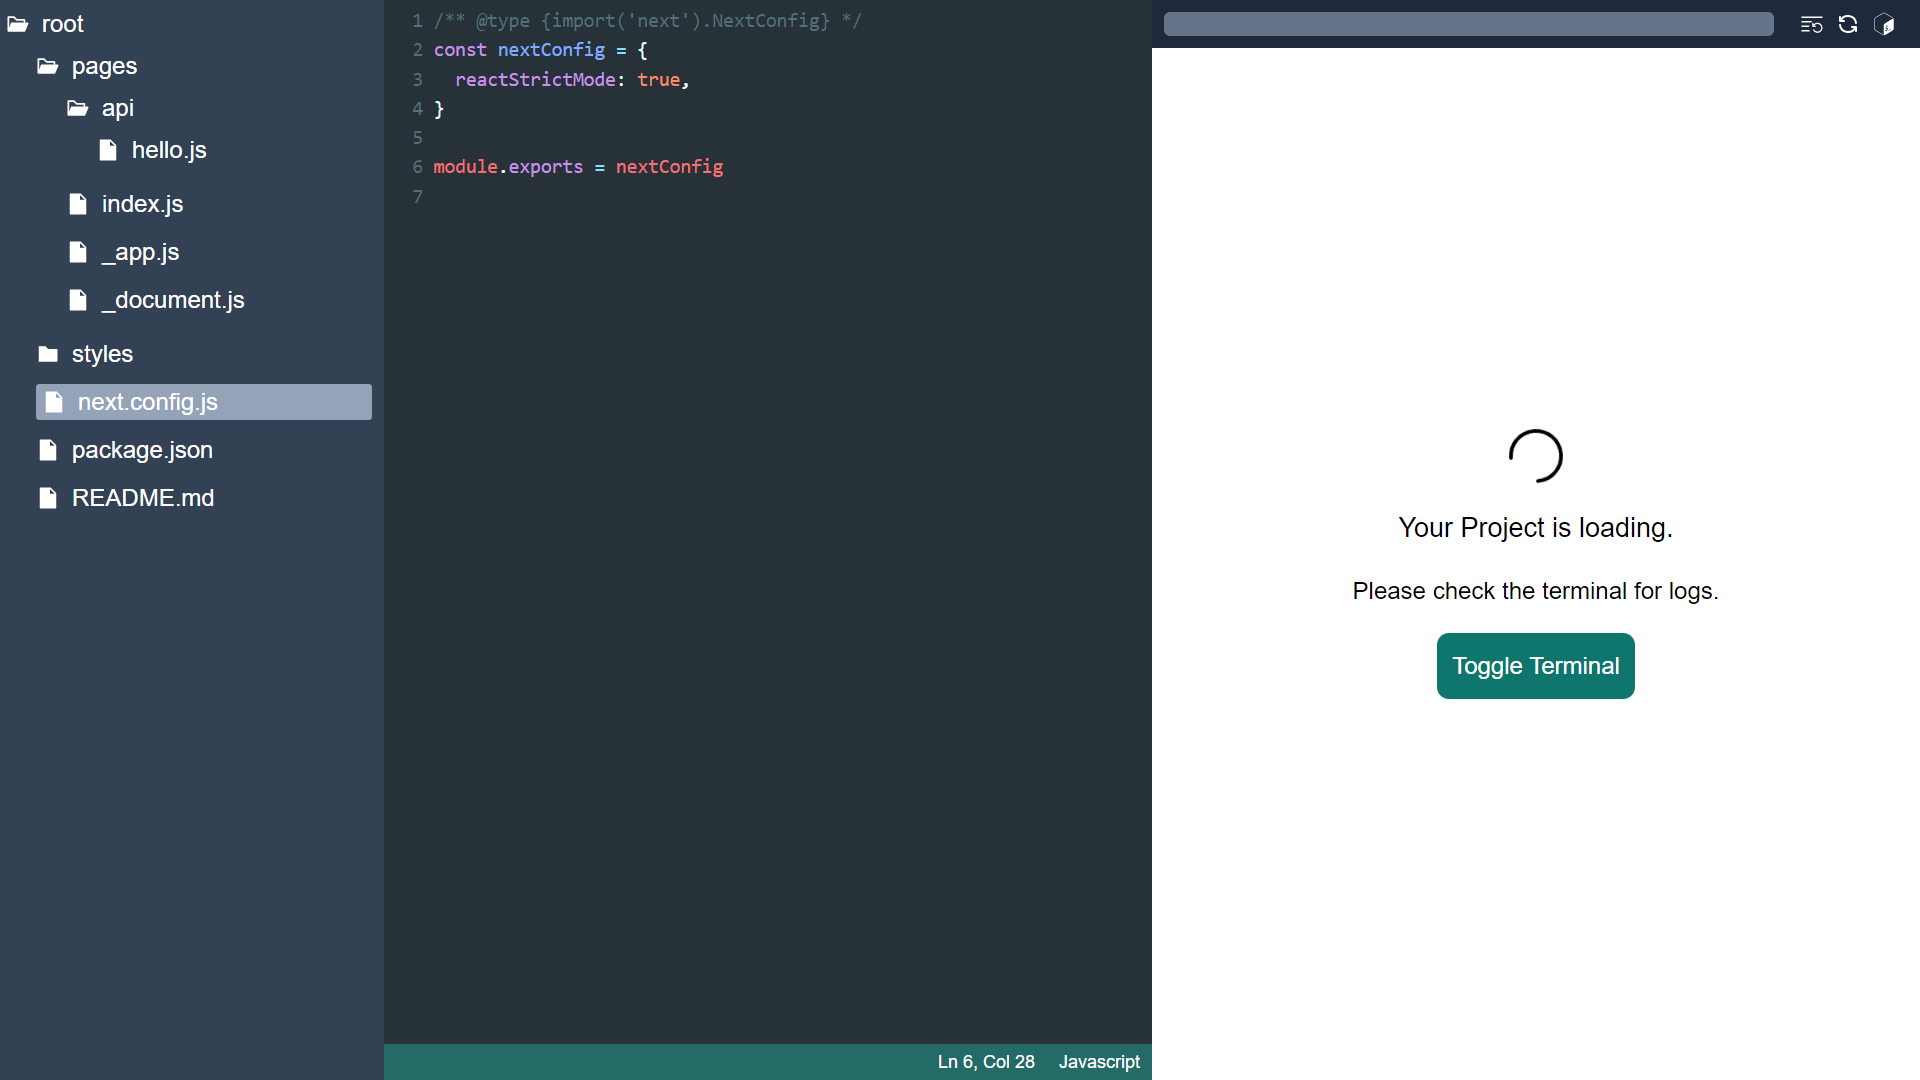 root
pages
api
hello.js
index.js
_app.js
_document.js
styles
next.config.js
package.json
README.md
1 /** @type {import('next').NextConfig} */
2 const nextConfig = {
3   reactStrictMode: true,
4 }
5
6 module.exports = nextConfig
7
Ln 6, Col 28 Javascript
Your Project is loading.
Please check the terminal for logs.
Toggle Terminal